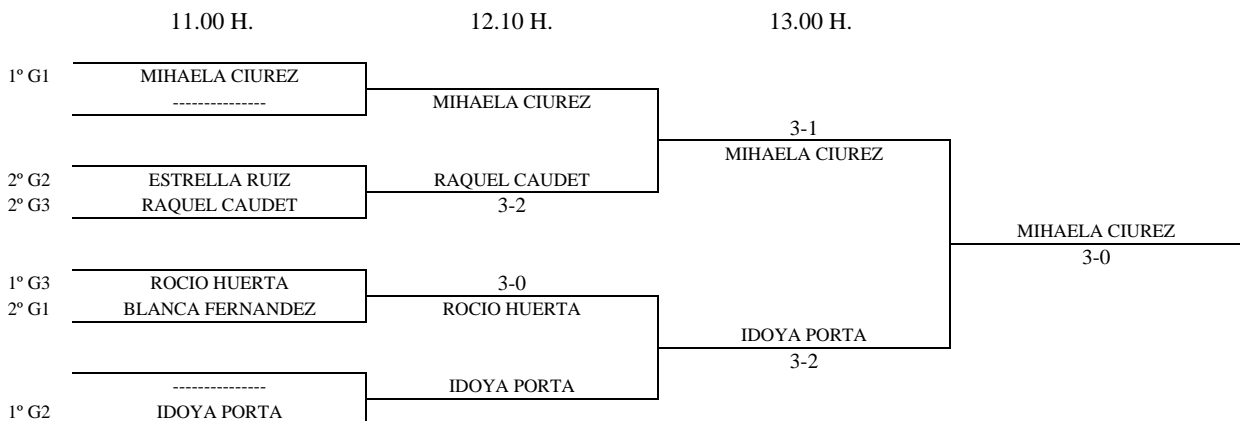 11.00 H. 12.10 H. 13.00 H.
1º G1 MIHAELA CIUREZ
---------------
MIHAELA CIUREZ
3-1
MIHAELA CIUREZ
2º G2 ESTRELLA RUIZ RAQUEL CAUDET
2º G3 RAQUEL CAUDET 3-2
MIHAELA CIUREZ
3-0
1º G3 ROCIO HUERTA 3-0
2º G1 BLANCA FERNANDEZ ROCIO HUERTA
IDOYA PORTA
3-2
---------------
IDOYA PORTA
1º G2 IDOYA PORTA